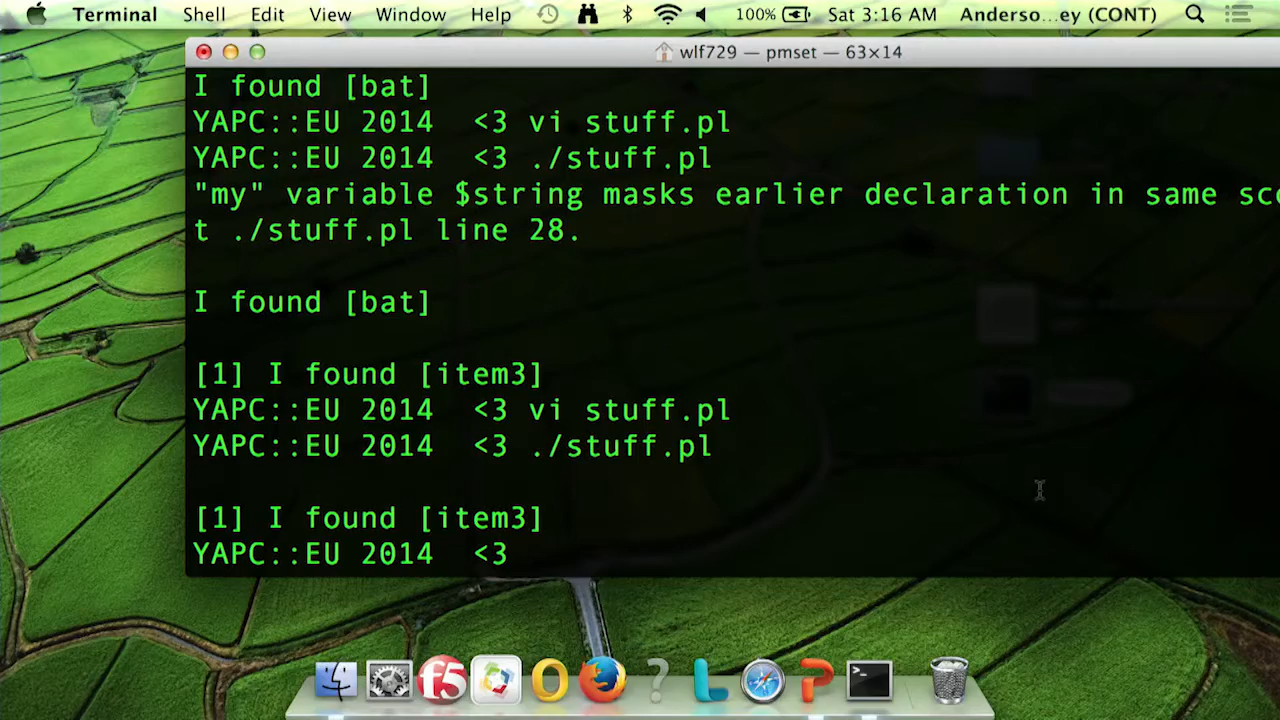 Terminal Shell Edit View Window Help 100% Sat 3:16 AM Anderso…ey (CONT)
wlf729 — pmset — 63×14
I found [bat]
YAPC::EU 2014 <3 vi stuff.pl
YAPC::EU 2014 <3 ./stuff.pl
"my" variable $string masks earlier declaration in same sco
t ./stuff.pl line 28.
I found [bat]
[1] I found [item3]
YAPC::EU 2014 <3 vi stuff.pl
YAPC::EU 2014 <3 ./stuff.pl
[1] I found [item3]
YAPC::EU 2014 <3
f5